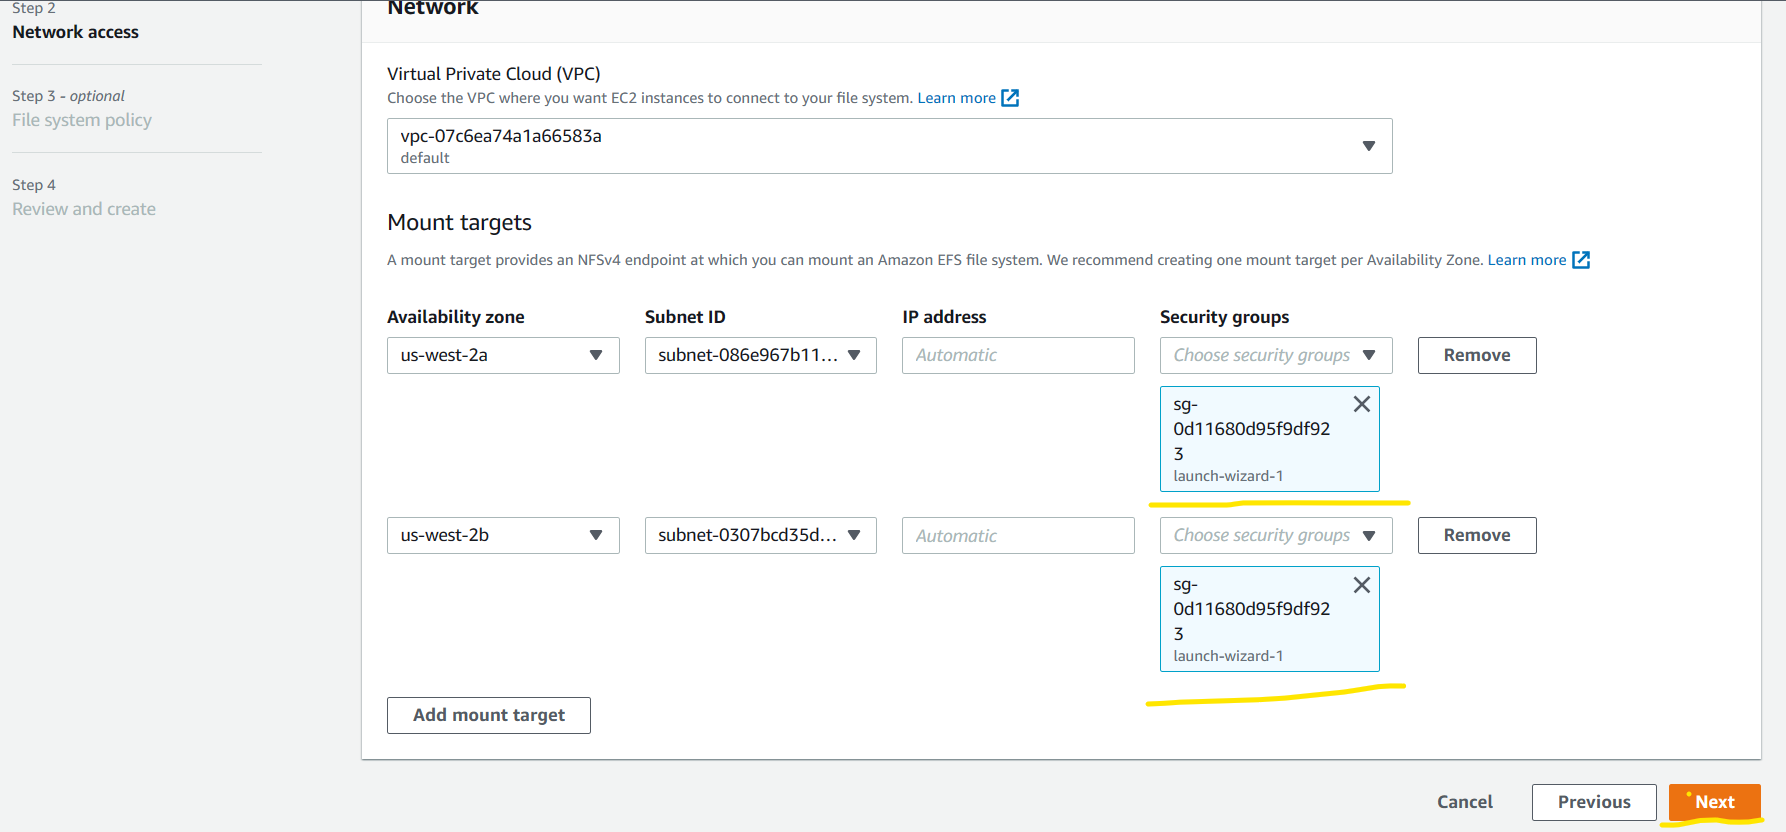 Step 2
Network access
Step 3 - optional
File system policy
Step 4
Review and create
Network
Virtual Private Cloud (VPC)
Choose the VPC where you want EC2 instances to connect to your file system. Learn more
vpc-07c6ea74a1a66583a
default
Mount targets
A mount target provides an NFSv4 endpoint at which you can mount an Amazon EFS file system. We recommend creating one mount target per Availability Zone. Learn more
Availability zone Subnet ID IP address Security groups
us-west-2a subnet-086e967b11... Automatic Choose security groups Remove
sg-
0d11680d95f9df92
3
launch-wizard-1
us-west-2b subnet-0307bcd35d... Automatic Choose security groups Remove
sg-
0d11680d95f9df92
3
launch-wizard-1
Add mount target
Cancel Previous Next